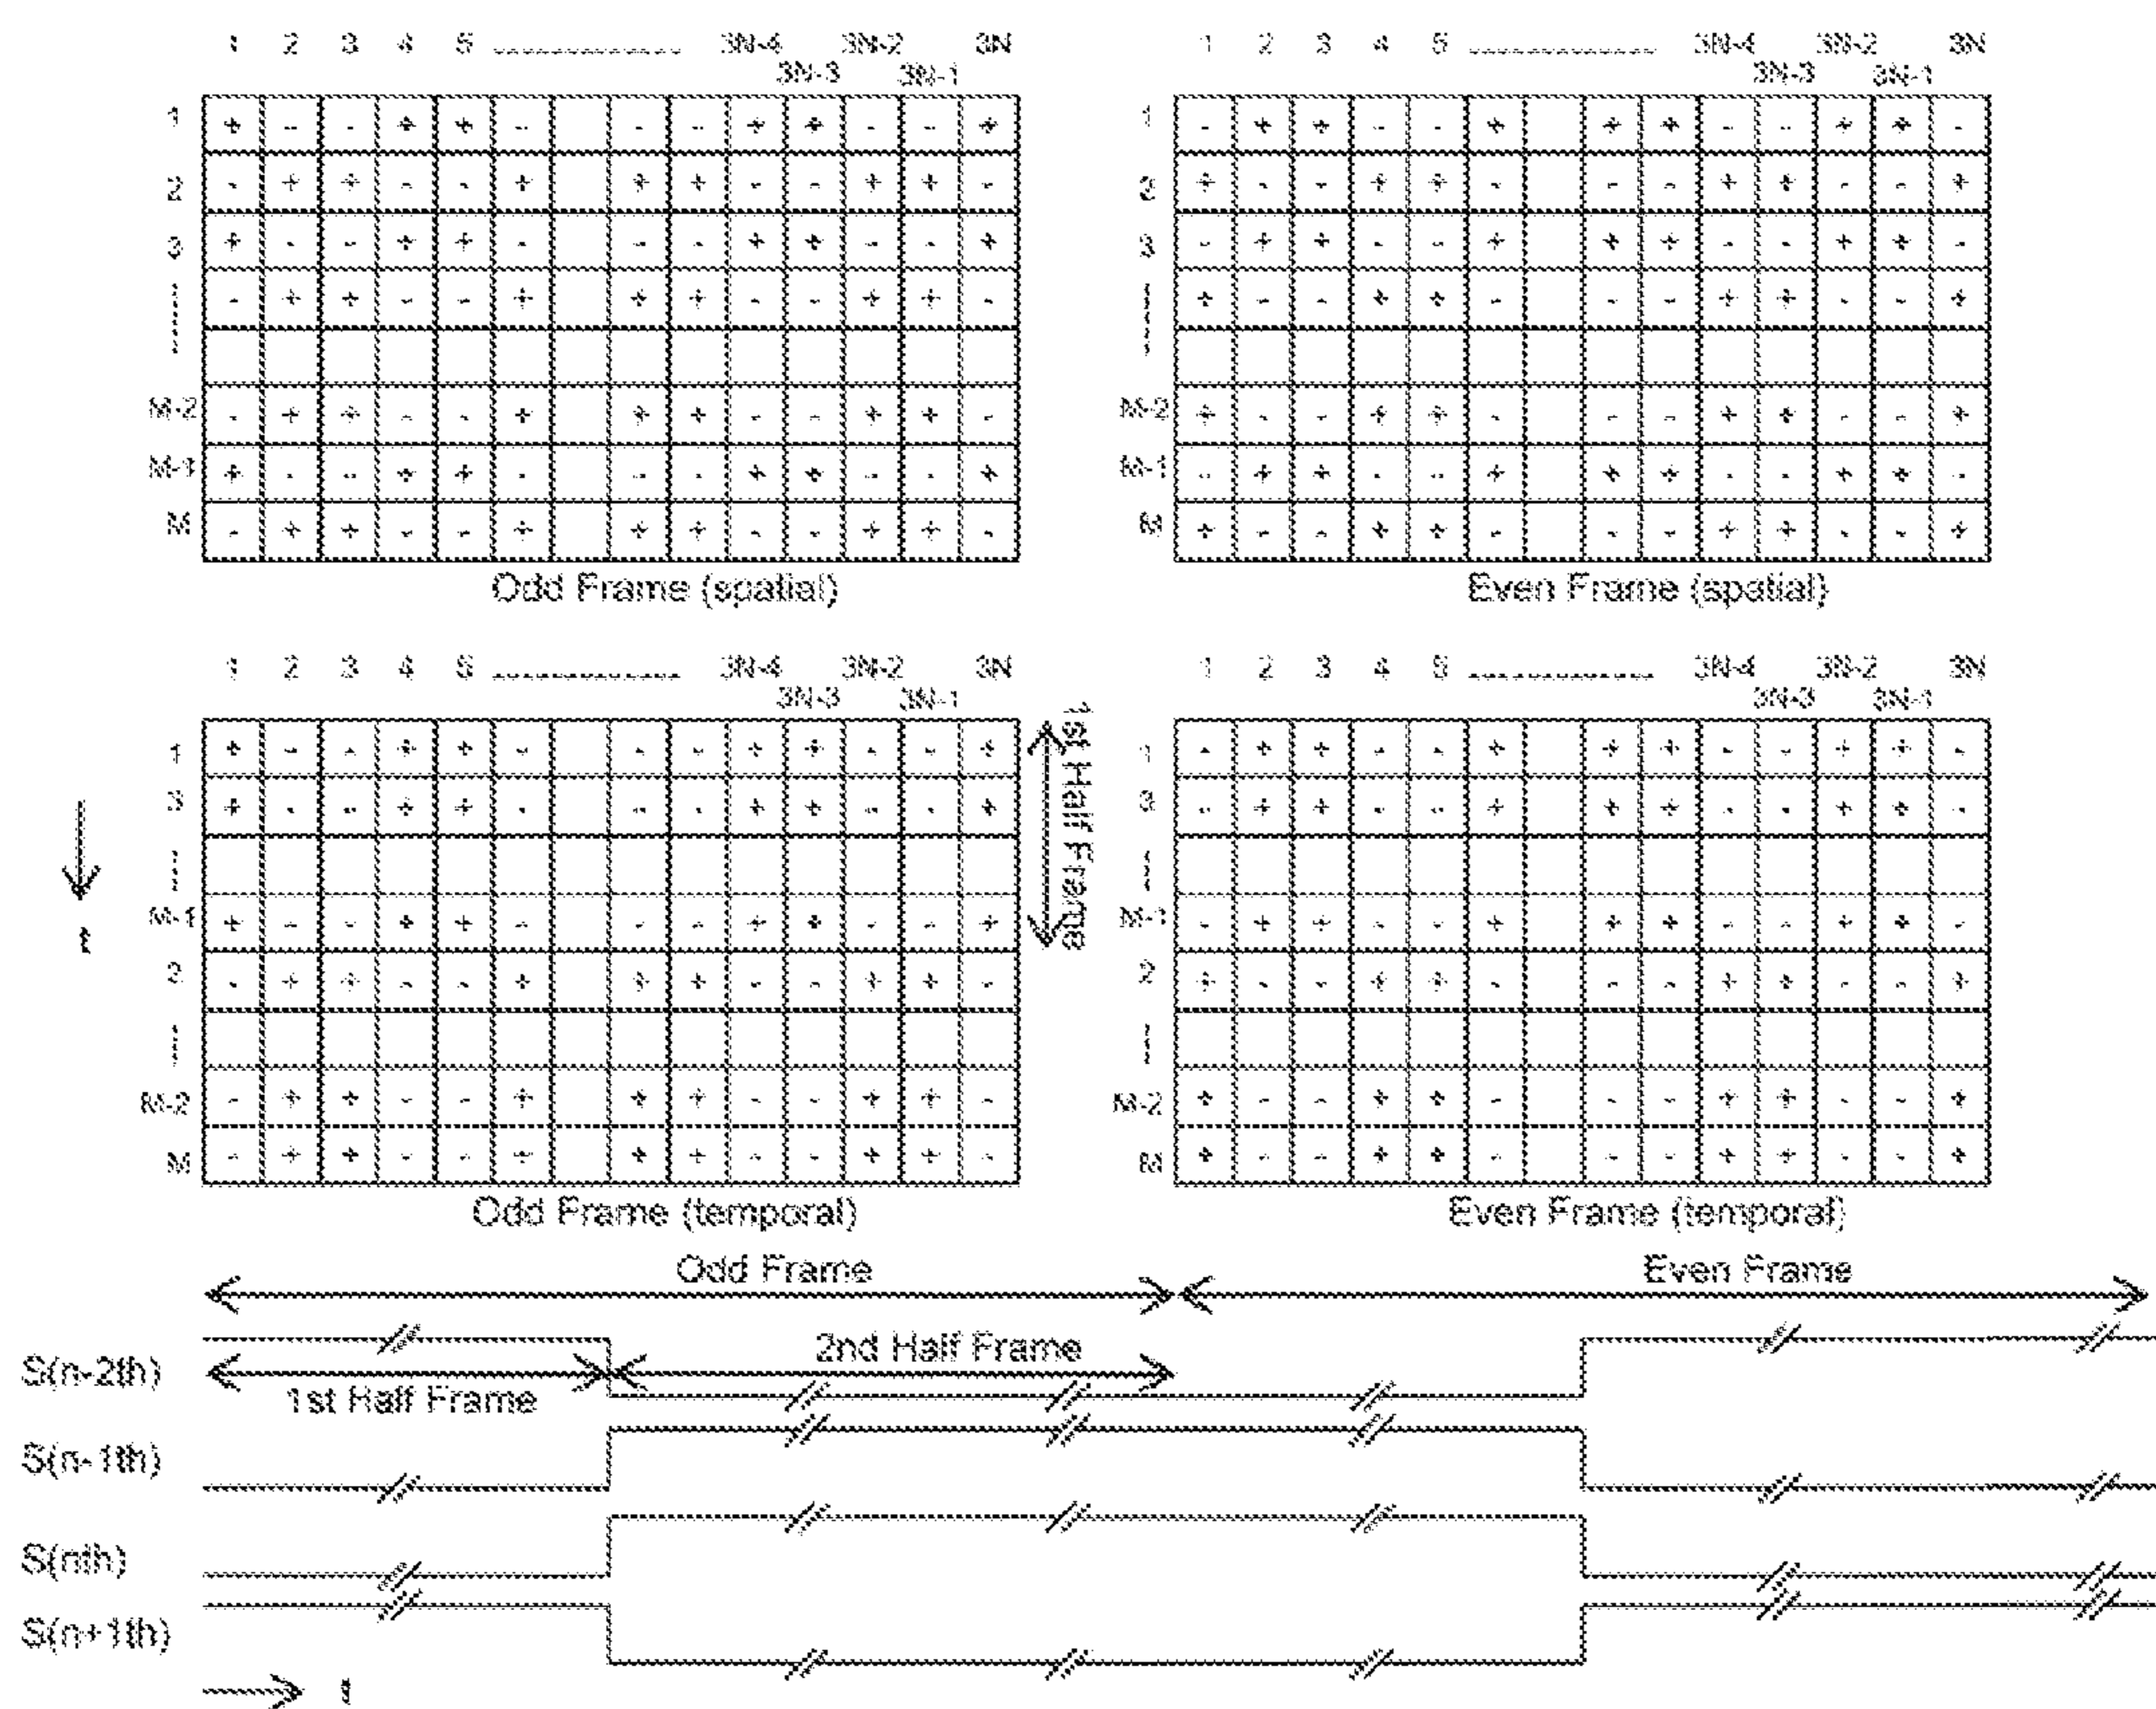 1 2 3 4 5 .................. 3N-4 3N-2 3N
3N-3 3N-1
1 + - - + + - - - + + - - +
2 - + + - - + + + - - + + -
3 + - - + + - - - + + - - +
- + + - - + + + - - + + -
M-2 - + + - - + + + - - + + -
M-1 + - - + + - - - + + - - +
M - + + - - + + + - - + + -
Odd Frame (spatial)
1 2 3 4 5 .................. 3N-4 3N-2 3N
3N-3 3N-1
1 - + + - - + + + - - + + -
2 + - - + + - - - + + - - +
3 - + + - - + + + - - + + -
+ - - + + - - - + + - - +
M-2 + - - + + - - - + + - - +
M-1 - + + - - + + + - - + + -
M + - - + + - - - + + - - +
Even Frame (spatial)
1 2 3 4 5 .................. 3N-4 3N-2 3N
3N-3 3N-1
1 + - - + + - - - + + - - +
3 + - - + + - - - + + - - +
M-1 + - - + + - - - + + - - +
2 - + + - - + + + - - + + -
M-2 - + + - - + + + - - + + -
M - + + - - + + + - - + + -
t
1st Half Frame
Odd Frame (temporal)
1 2 3 4 5 .................. 3N-4 3N-2 3N
3N-3 3N-1
1 - + + - - + + + - - + + -
3 - + + - - + + + - - + + -
M-1 - + + - - + + + - - + + -
2 + - - + + - - - + + - - +
M-2 + - - + + - - - + + - - +
M + - - + + - - - + + - - +
Even Frame (temporal)
Odd Frame
Even Frame
2nd Half Frame
S(n-2th)
1st Half Frame
S(n-1th)
S(nth)
S(n+1th)
t